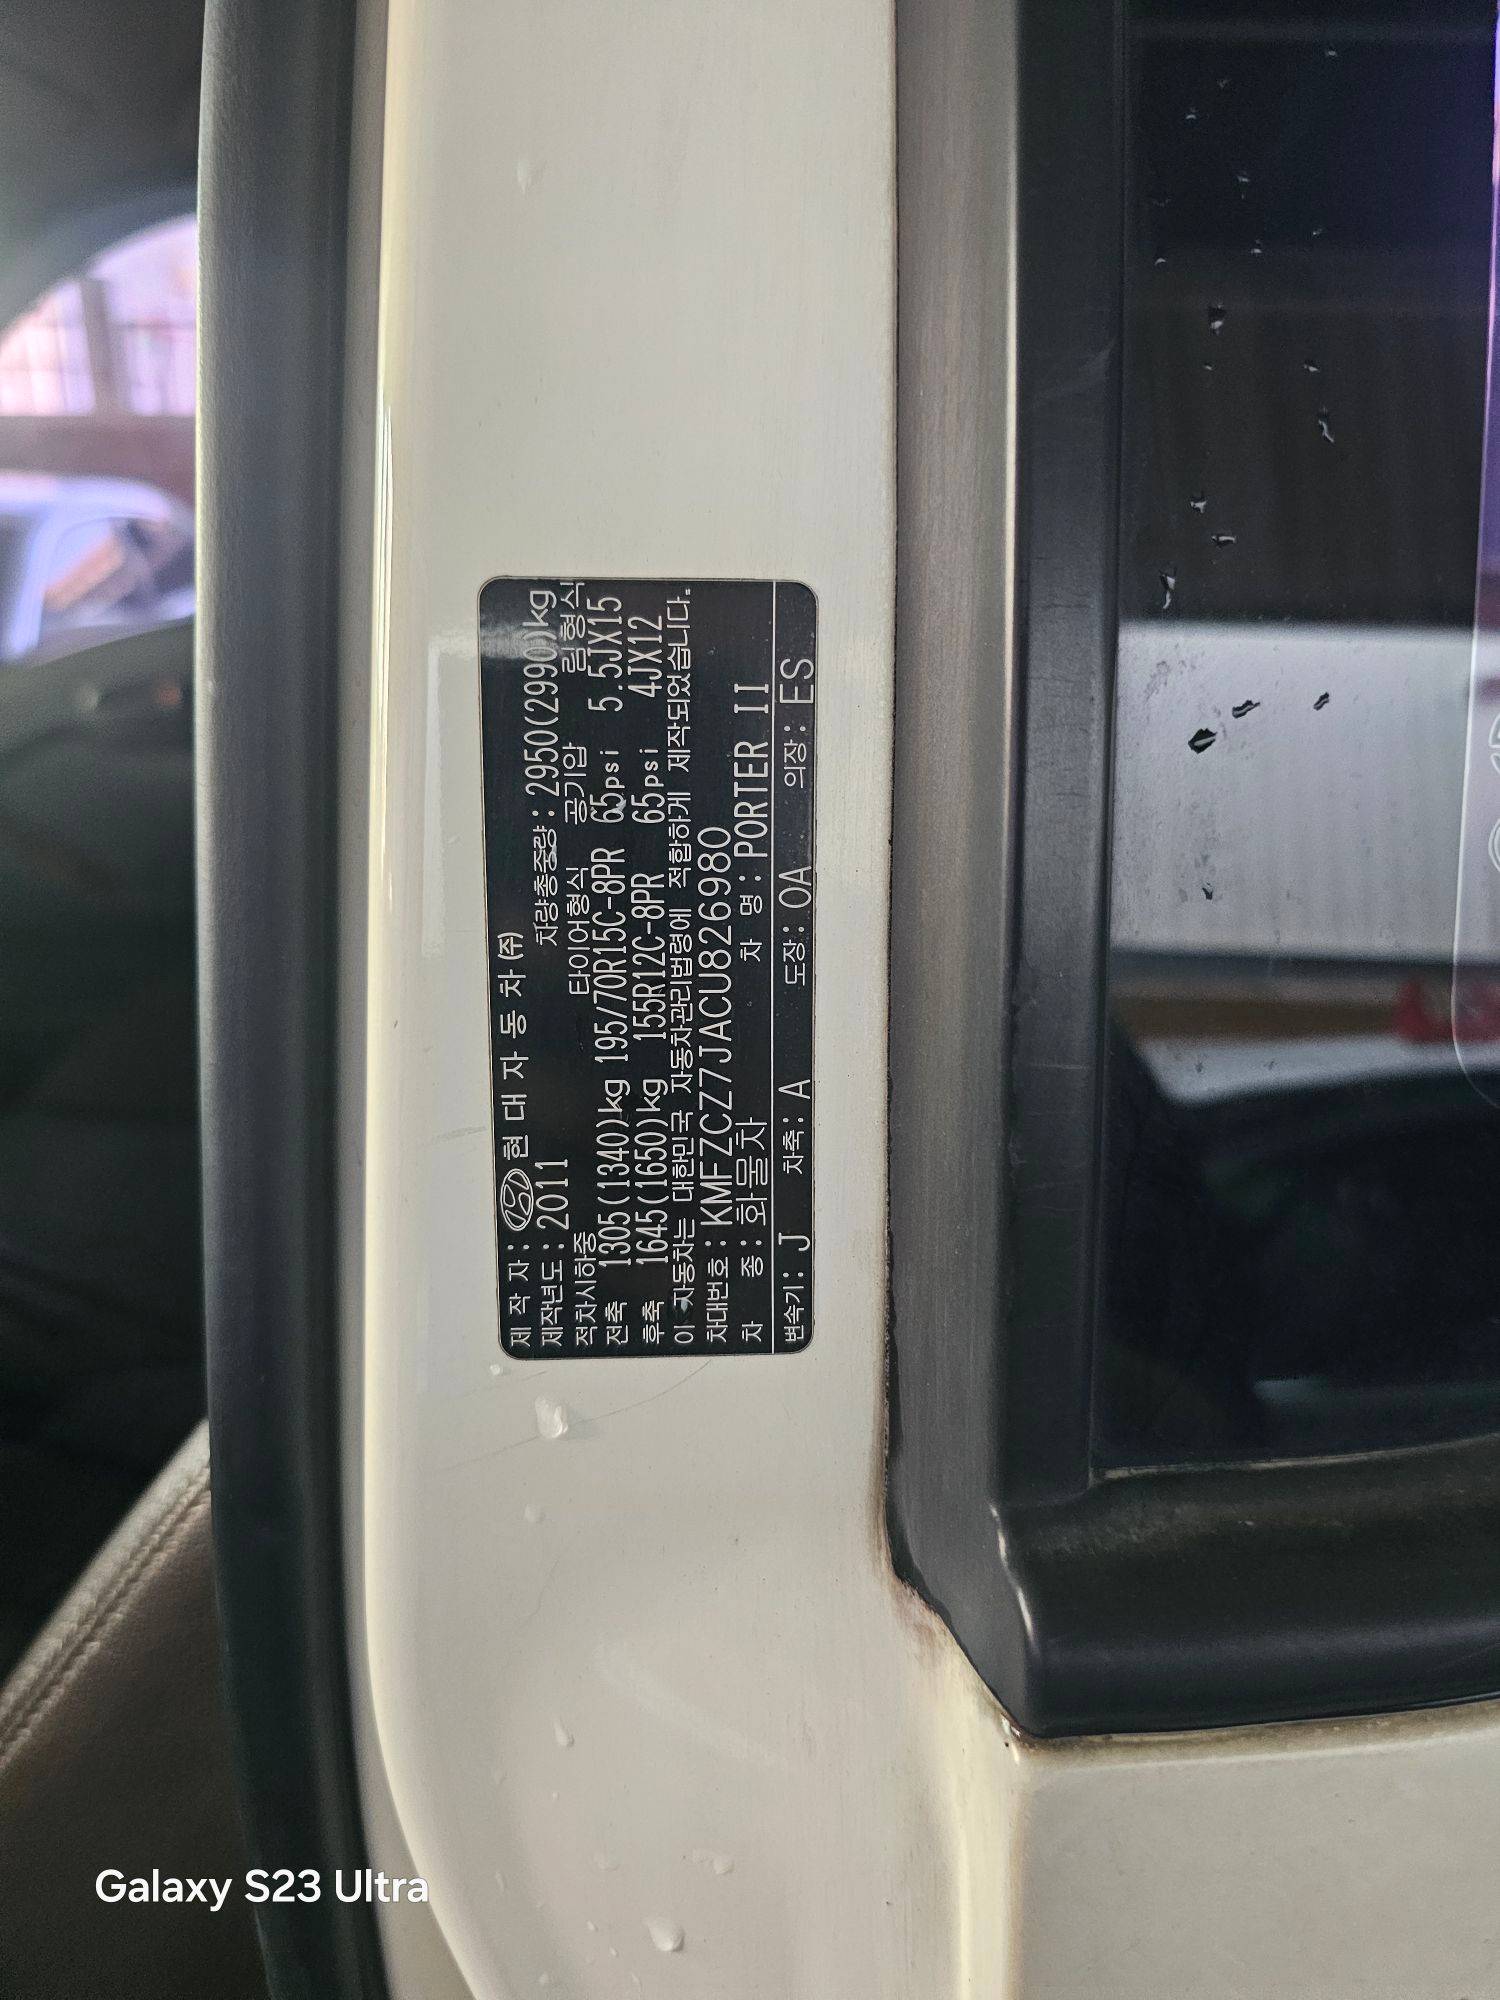 제 작 자 : 현 대 자 동 차 (주)
제작년도 : 2011 차량총중량 : 2950(2990)kg
적차시하중 타이어형식 공기압 림형식
전축 1305(1340)kg 195/70R15C-8PR 65psi 5.5JX15
후축 1645(1650)kg 155R12C-8PR 65psi 4JX12
이 자동차는 대한민국 자동차관리법령에 적합하게 제작되었습니다.
차대번호 : KMFZCZ7JACU826980
차 종 : 화물차 차 명 : PORTER II
변속기 : J 차축 : A 도장 : OA 의장 : ES
Galaxy S23 Ultra